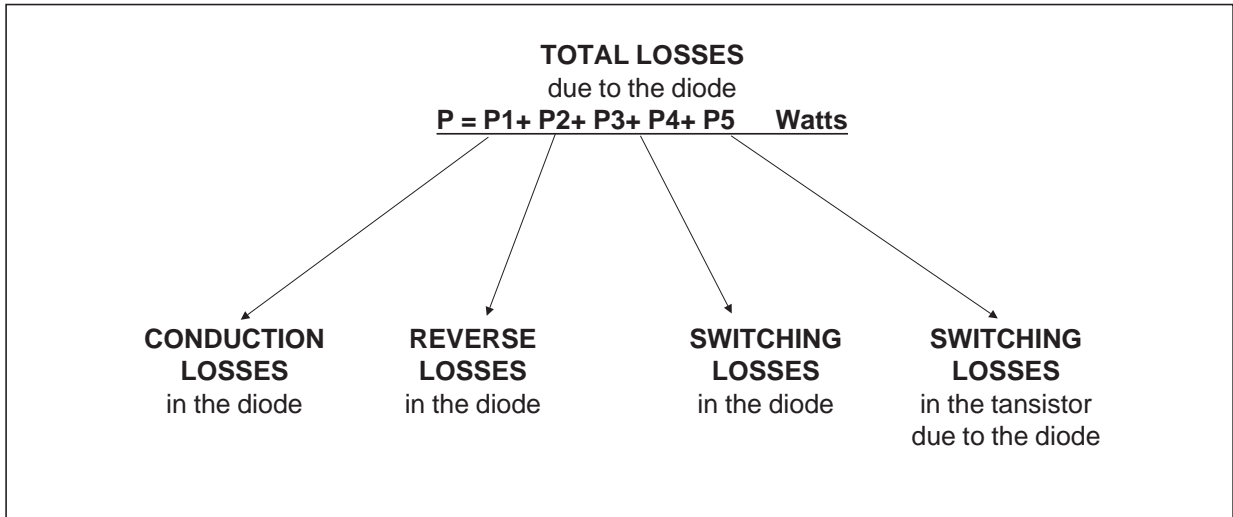 TOTAL LOSSES
due to the diode
P = P1+ P2+ P3+ P4+ P5 Watts
CONDUCTION
LOSSES
in the diode
REVERSE
LOSSES
in the diode
SWITCHING
LOSSES
in the diode
SWITCHING
LOSSES
in the tansistor
due to the diode